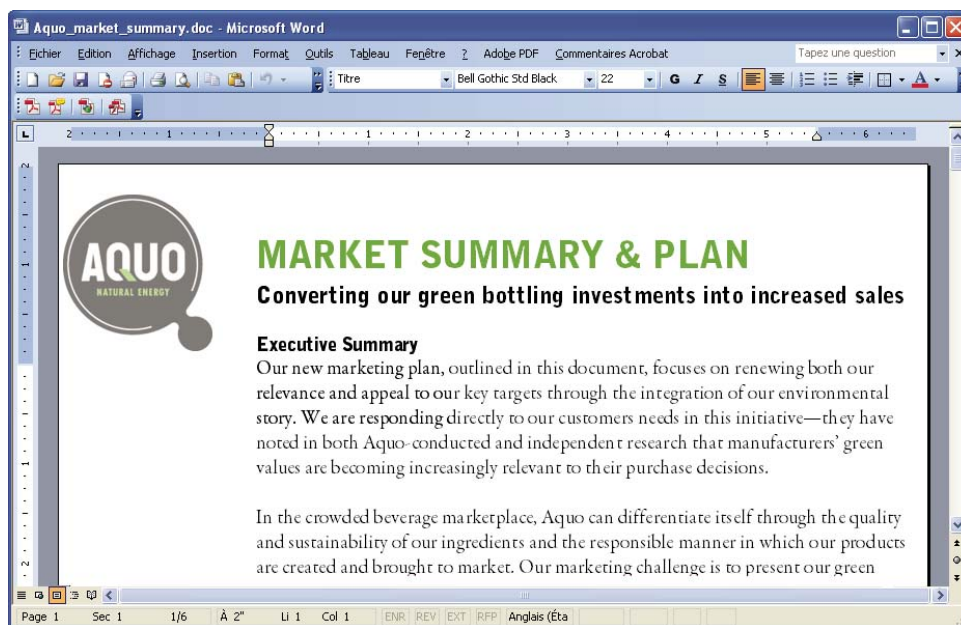 Aquo_market_summary.doc - Microsoft Word
Fichier Edition Affichage Insertion Format Outils Tableau Fenêtre ? Adobe PDF Commentaires Acrobat Tapez une question
Titre Bell Gothic Std Black 22 G I S A
L 2 1 1 2 3 4 5 6
AQUO
NATURAL ENERGY
MARKET SUMMARY & PLAN
Converting our green bottling investments into increased sales
Executive Summary
Our new marketing plan, outlined in this document, focuses on renewing both our
relevance and appeal to our key targets through the integration of our environmental
story. We are responding directly to our customers needs in this initiative—they have
noted in both Aquo-conducted and independent research that manufacturers' green
values are becoming increasingly relevant to their purchase decisions.
In the crowded beverage marketplace, Aquo can differentiate itself through the quality
and sustainability of our ingredients and the responsible manner in which our products
are created and brought to market. Our marketing challenge is to present our green
Page 1 Sec 1 1/6 À 2" Li 1 Col 1 ENR REV EXT RFP Anglais (Éta